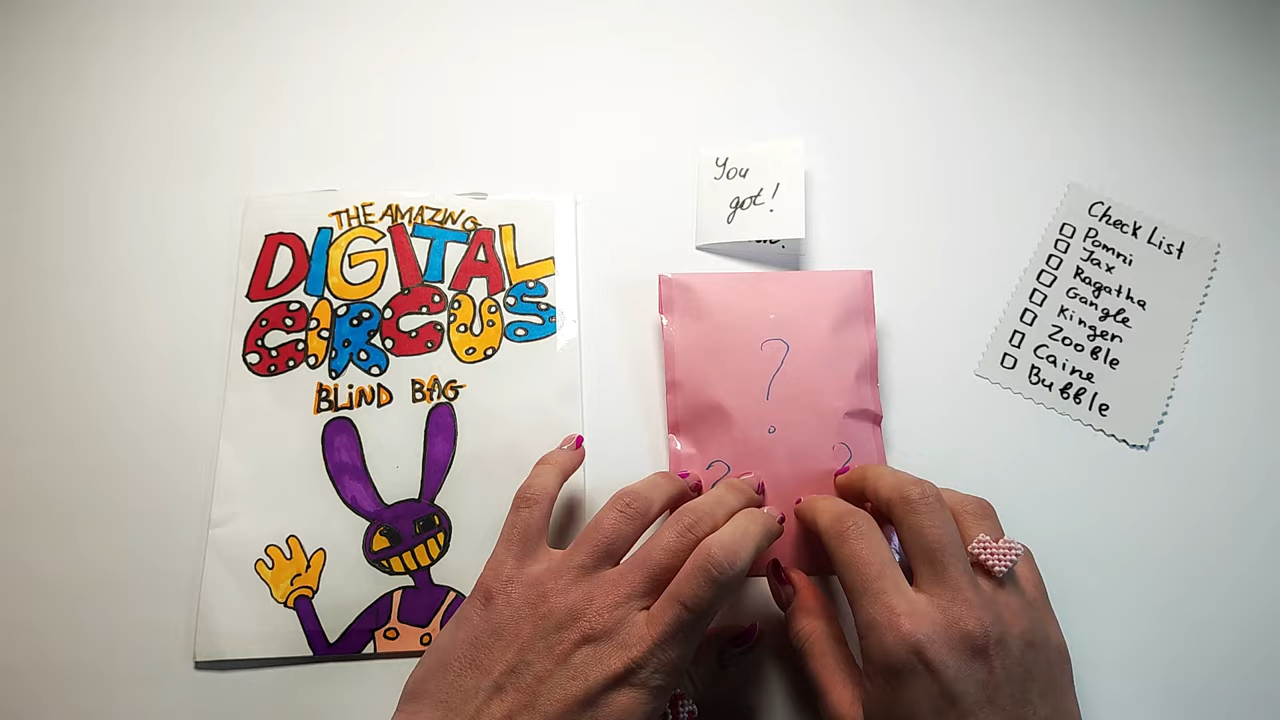 THE AMAZING
DIGITAL
CIRCUS
BLIND BAG
You
got!
?
?
?
Check List
Pomni
Jax
Ragatha
Gangle
Kinger
Zooble
Caine
Bubble